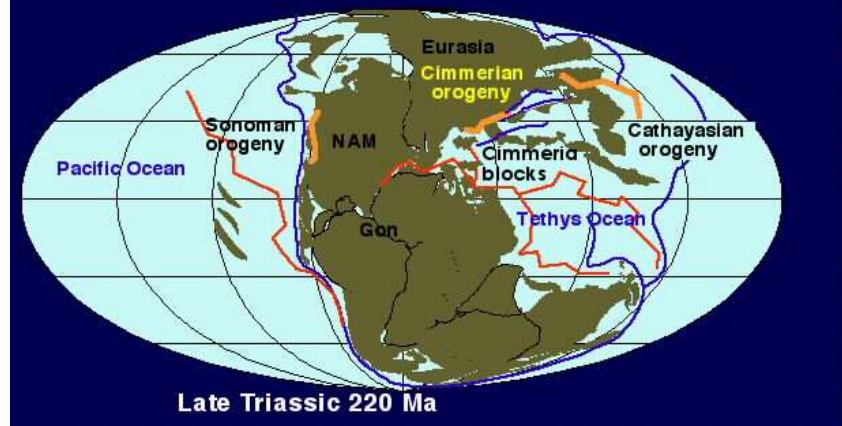 Eurasia
Cimmerian
orogeny
Sonoman
orogeny
NAM
Cathayasian
orogeny
Cimmeria
blocks
Pacific Ocean
Tethys Ocean
Gon
Late Triassic 220 Ma